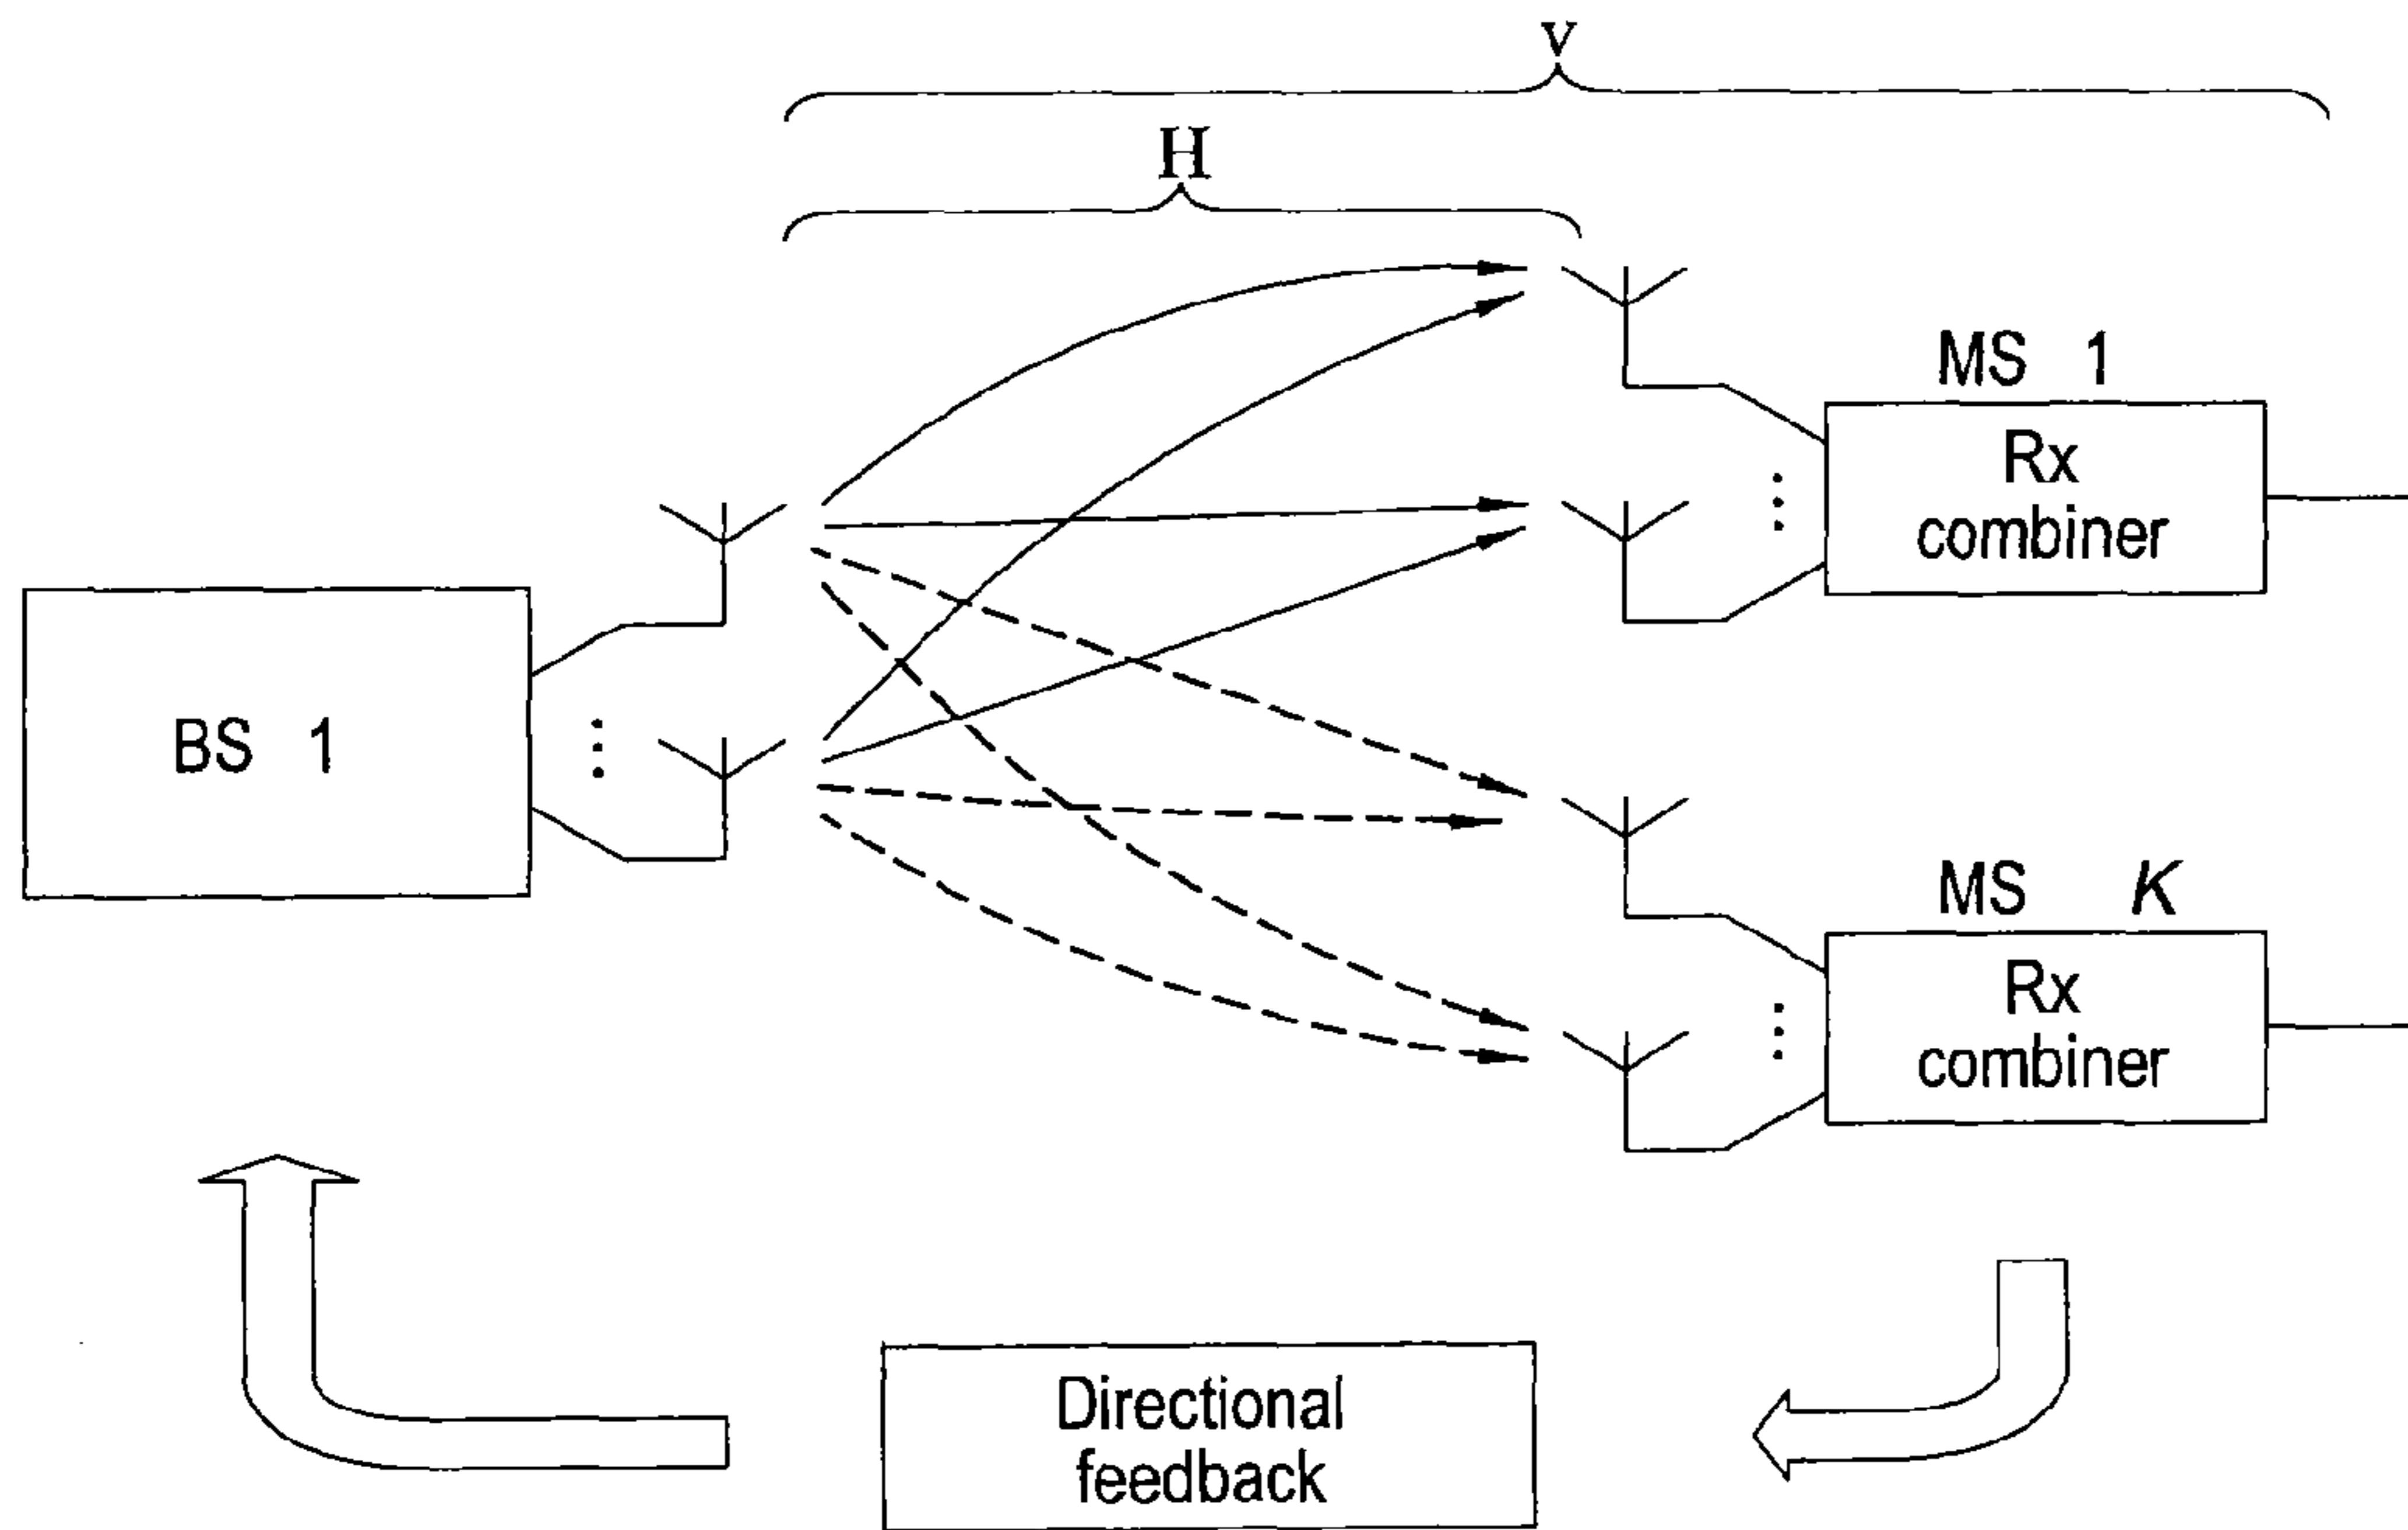 v
H
MS 1
Rx
combiner
BS 1
MS K
Rx
combiner
Directional
feedback